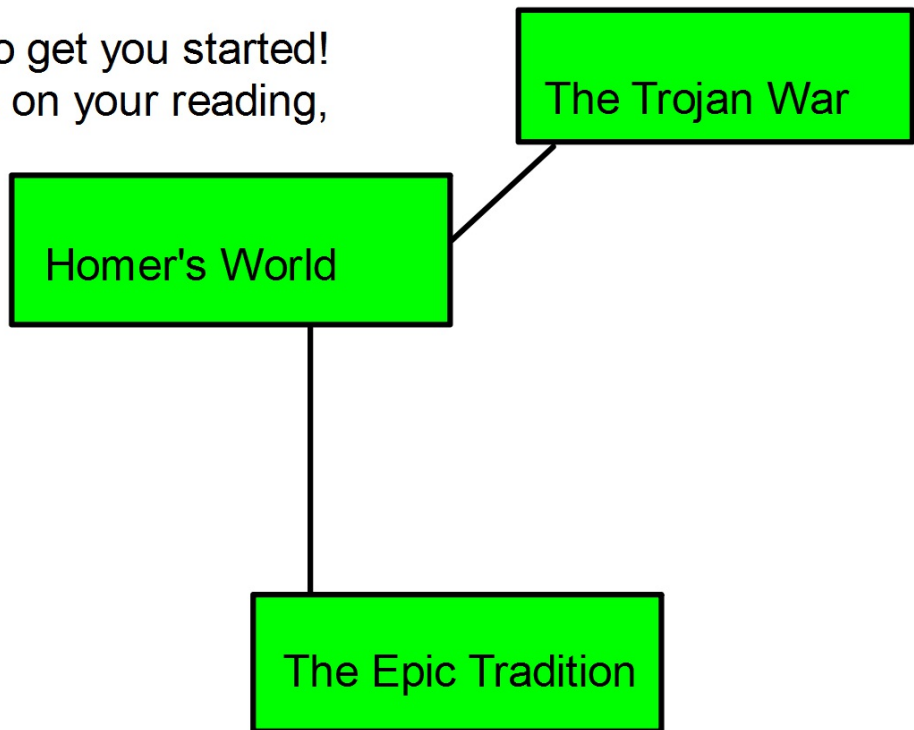 o get you started!
on your reading,
The Trojan War
Homer's World
The Epic Tradition